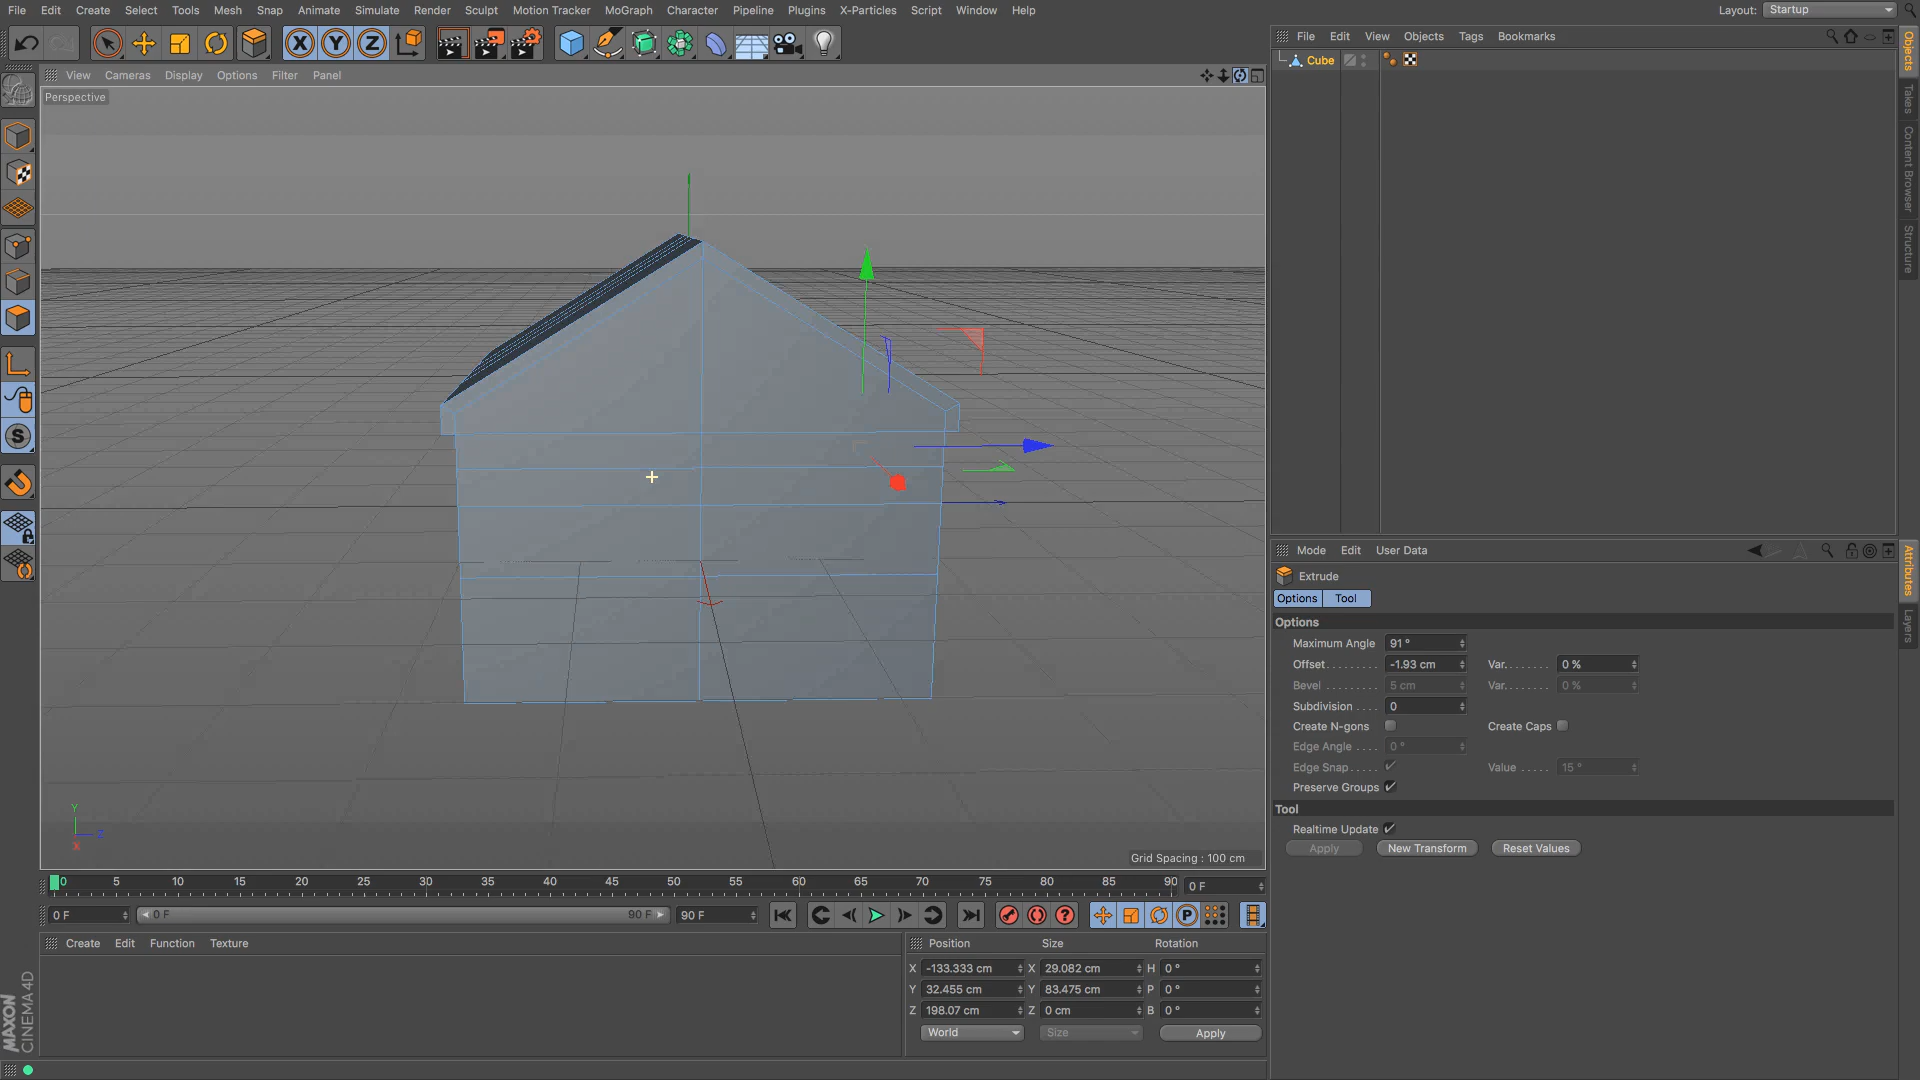 File Edit Create Select Tools Mesh Snap Animate Simulate Render Sculpt Motion Tracker MoGraph Character Pipeline Plugins X-Particles Script Window Help
Layout: Startup
X Y Z
File Edit View Objects Tags Bookmarks
Cube
View Cameras Display Options Filter Panel
Perspective
Y
Z
X
Grid Spacing : 100 cm
Objects
Takes
Content Browser
Structure
Mode Edit User Data
Extrude
Options Tool
Options
Maximum Angle 91 °
Offset -1.93 cm Var. 0 %
Bevel 5 cm Var. 0 %
Subdivision 0
Create N-gons Create Caps
Edge Angle 0 °
Edge Snap Value 15 °
Preserve Groups
Tool
Realtime Update
Apply New Transform Reset Values
Attributes
Layers
0 5 10 15 20 25 30 35 40 45 50 55 60 65 70 75 80 85 90 0 F
0 F 0 F 90 F 90 F
Create Edit Function Texture
Position Size Rotation
X -133.333 cm X 29.082 cm H 0 °
Y 32.455 cm Y 83.475 cm P 0 °
Z 198.07 cm Z 0 cm B 0 °
World Size Apply
MAXON
CINEMA 4D